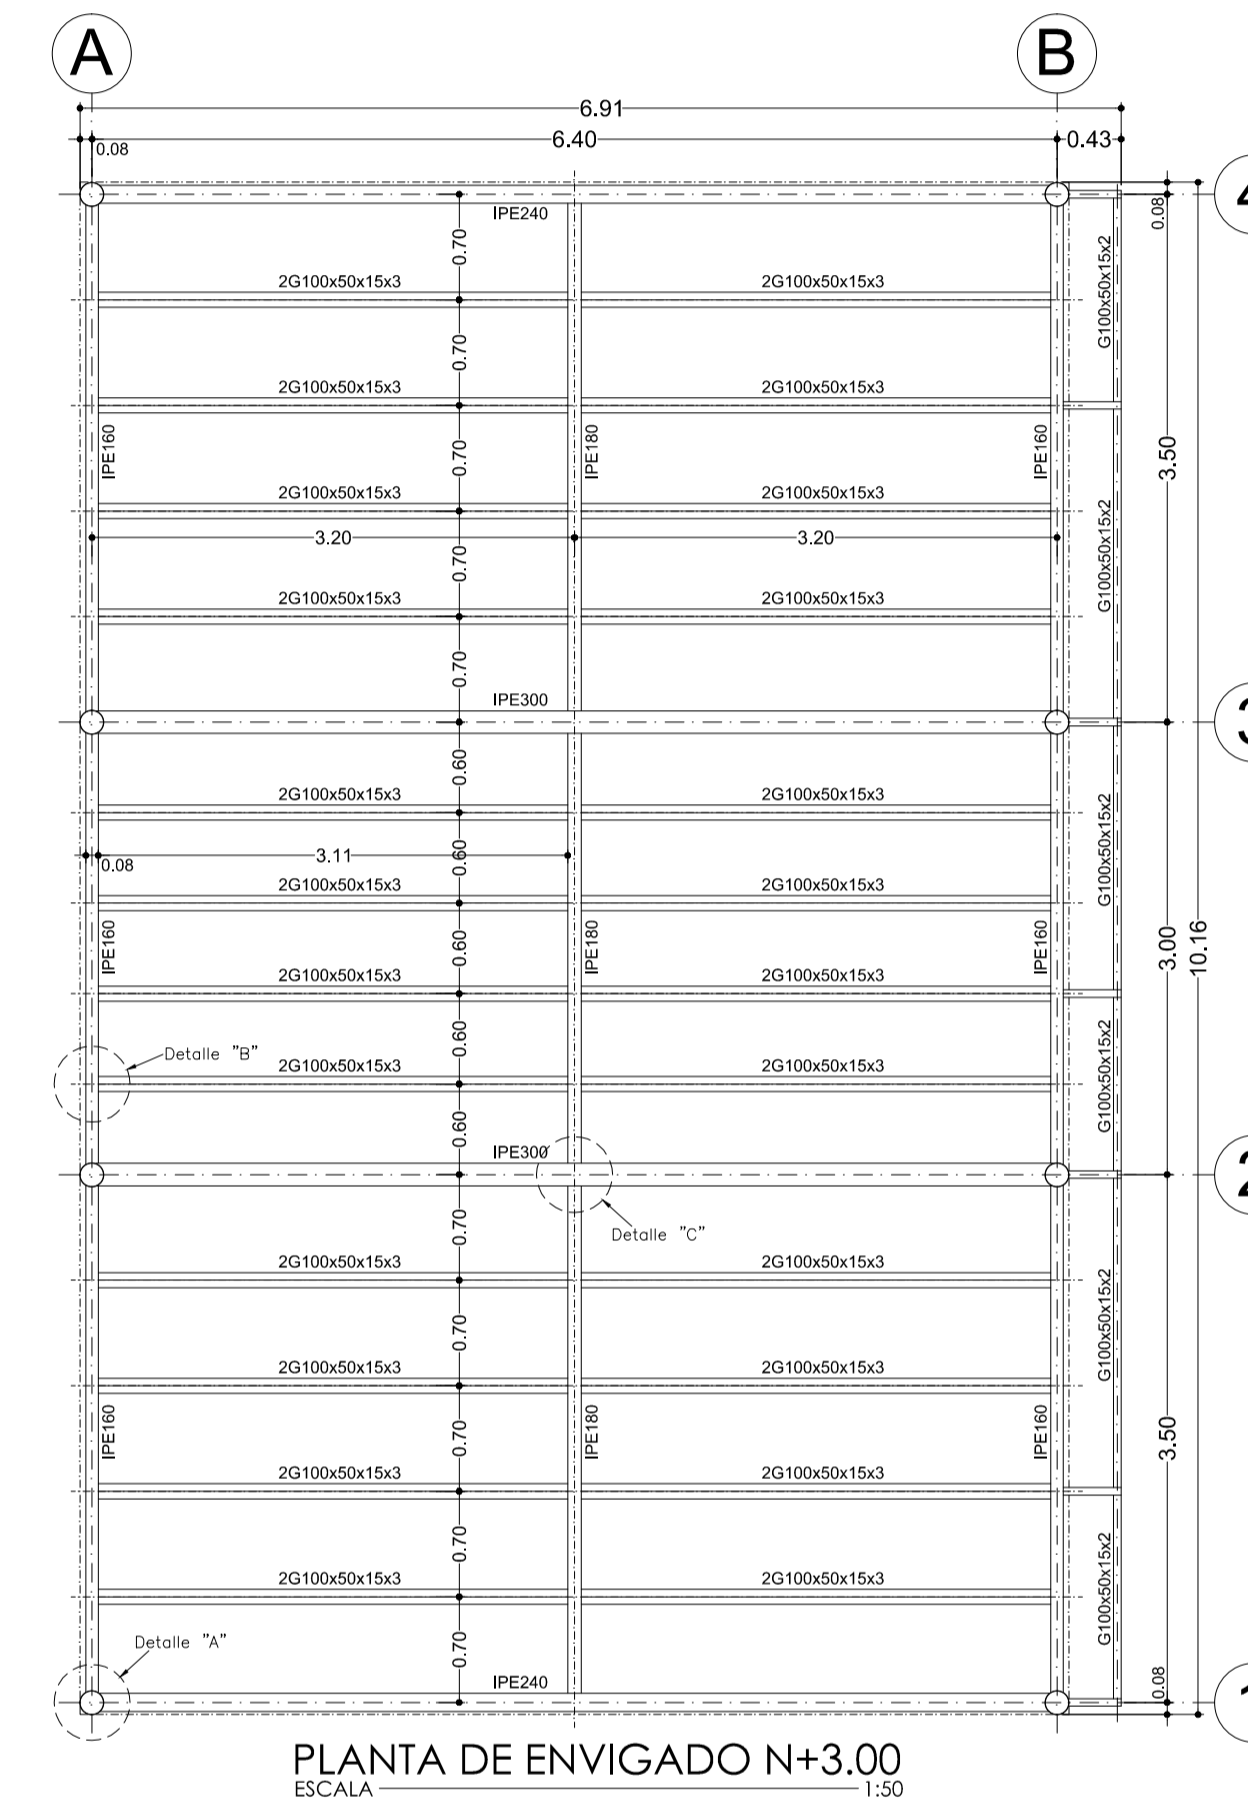 A B
6.91
6.40 0.43
0.08
4
0.08
IPE240
0.70
G100x50x15x2
2G100x50x15x3 2G100x50x15x3
0.70
2G100x50x15x3 2G100x50x15x3
IPE160 0.70 IPE180 IPE160 3.50
2G100x50x15x3 2G100x50x15x3
3.20 3.20
0.70
G100x50x15x2
2G100x50x15x3 2G100x50x15x3
0.70
IPE300
3
0.60
2G100x50x15x3 2G100x50x15x3
G100x50x15x2
0.08 3.11 0.60
2G100x50x15x3 2G100x50x15x3
IPE160 0.60 IPE180 IPE160 3.00 10.16
2G100x50x15x3 2G100x50x15x3
0.60
Detalle "B"
2G100x50x15x3 2G100x50x15x3
G100x50x15x2
0.60
IPE300
2
0.70
Detalle "C"
2G100x50x15x3 2G100x50x15x3
0.70
G100x50x15x2
2G100x50x15x3 2G100x50x15x3
IPE160 0.70 IPE180 IPE160 3.50
2G100x50x15x3 2G100x50x15x3
0.70
2G100x50x15x3 2G100x50x15x3
G100x50x15x2
Detalle "A"
0.70
IPE240
0.08
1
PLANTA DE ENVIGADO N+3.00
ESCALA 1:50